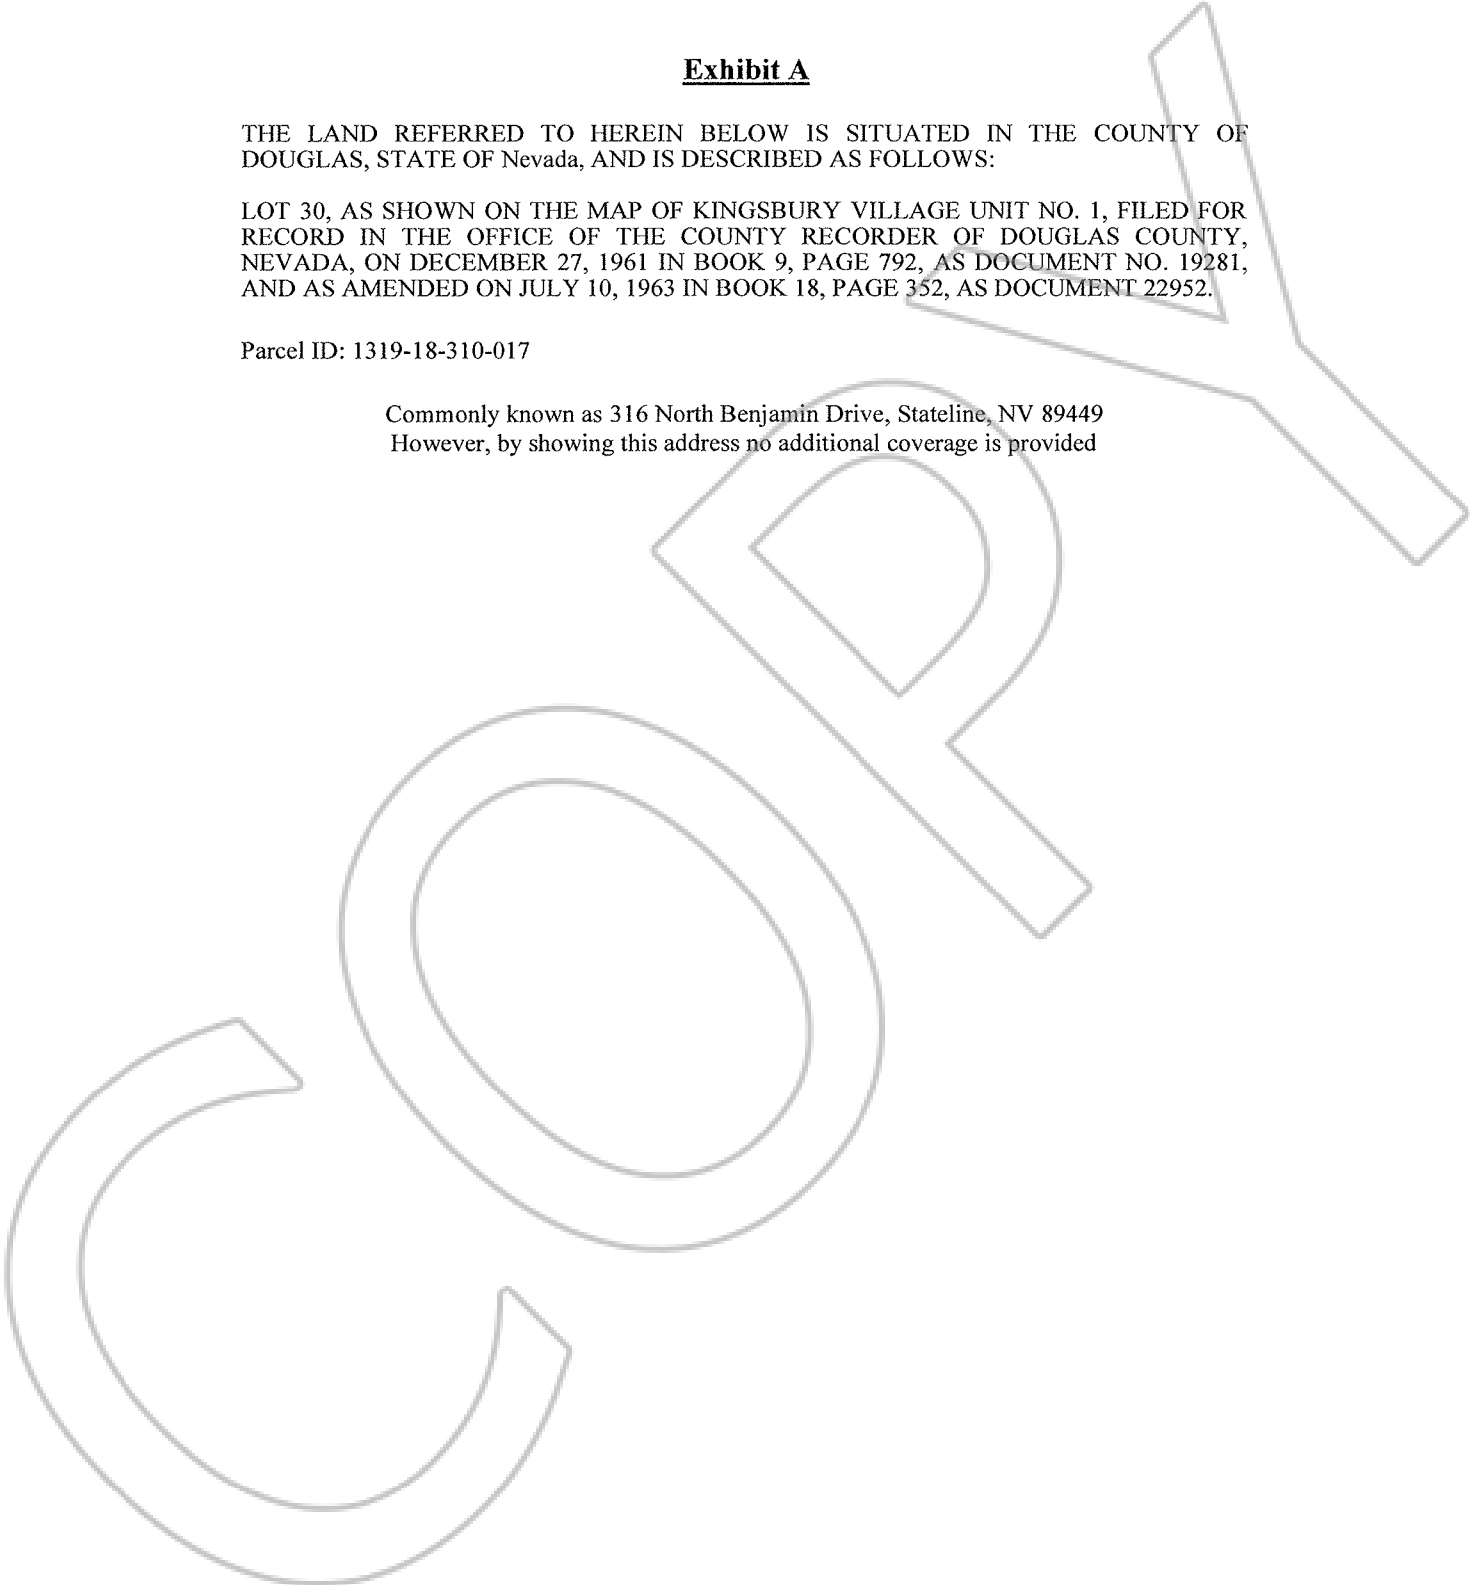 Exhibit A
THE LAND REFERRED TO HEREIN BELOW IS SITUATED IN THE COUNTY OF
DOUGLAS, STATE OF Nevada, AND IS DESCRIBED AS FOLLOWS:
LOT 30, AS SHOWN ON THE MAP OF KINGSBURY VILLAGE UNIT NO. 1, FILED FOR
RECORD IN THE OFFICE OF THE COUNTY RECORDER OF DOUGLAS COUNTY,
NEVADA, ON DECEMBER 27, 1961 IN BOOK 9, PAGE 792, AS DOCUMENT NO. 19281,
AND AS AMENDED ON JULY 10, 1963 IN BOOK 18, PAGE 352, AS DOCUMENT 22952.
Parcel ID: 1319-18-310-017
Commonly known as 316 North Benjamin Drive, Stateline, NV 89449
However, by showing this address no additional coverage is provided
COPY